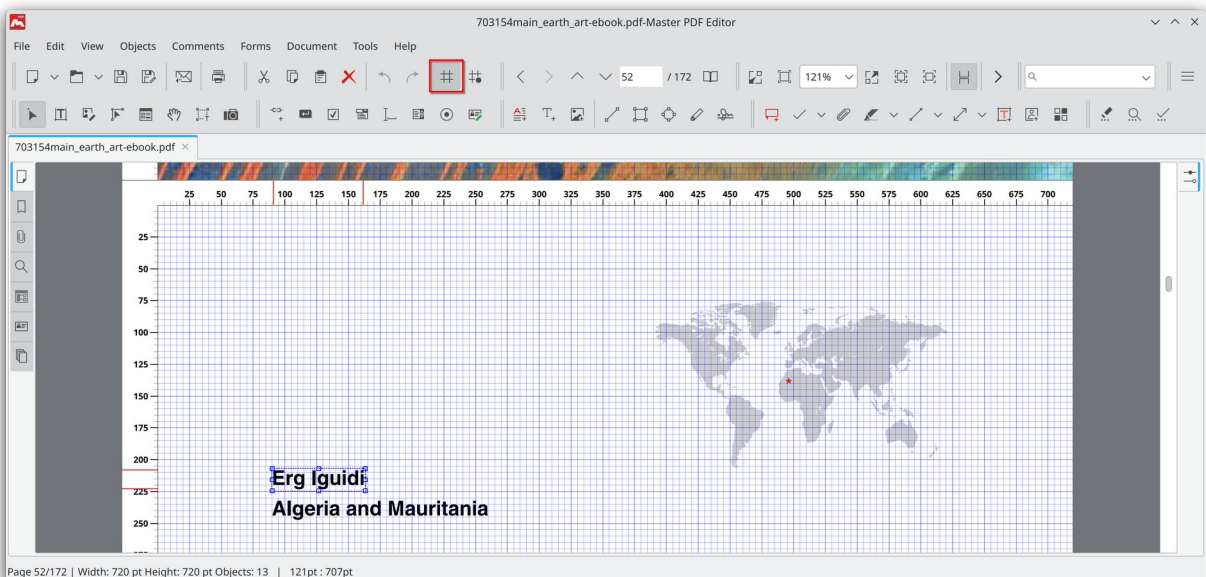 703154main_earth_art-ebook.pdf-Master PDF Editor
File Edit View Objects Comments Forms Document Tools Help
52 / 172 121%
703154main_earth_art-ebook.pdf
25 50 75 100 125 150 175 200 225 250 275 300 325 350 375 400 425 450 475 500 525 550 575 600 625 650 675 700
25
50
75
100
125
150
175
200
Erg Iguidi
225
Algeria and Mauritania
250
Page 52/172 | Width: 720 pt Height: 720 pt Objects: 13 | 121pt : 707pt